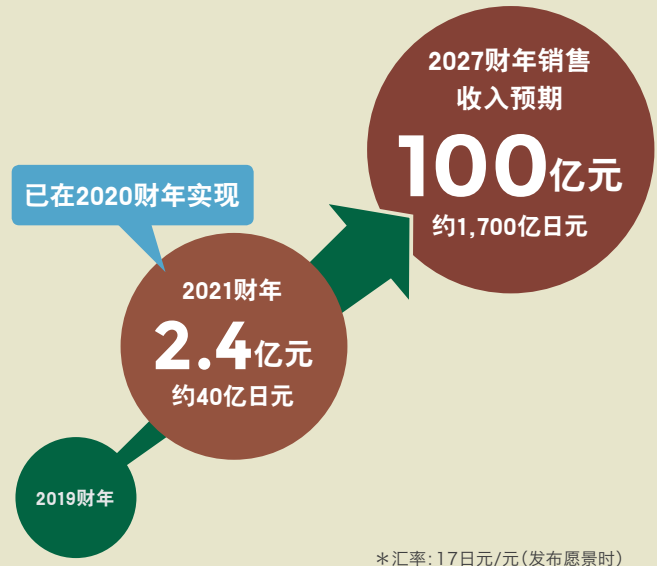 2027财年销售
收入预期
100亿元
约1,700亿日元
已在2020财年实现
2021财年
2.4亿元
约40亿日元
2019财年
＊汇率:17日元/元(发布愿景时)